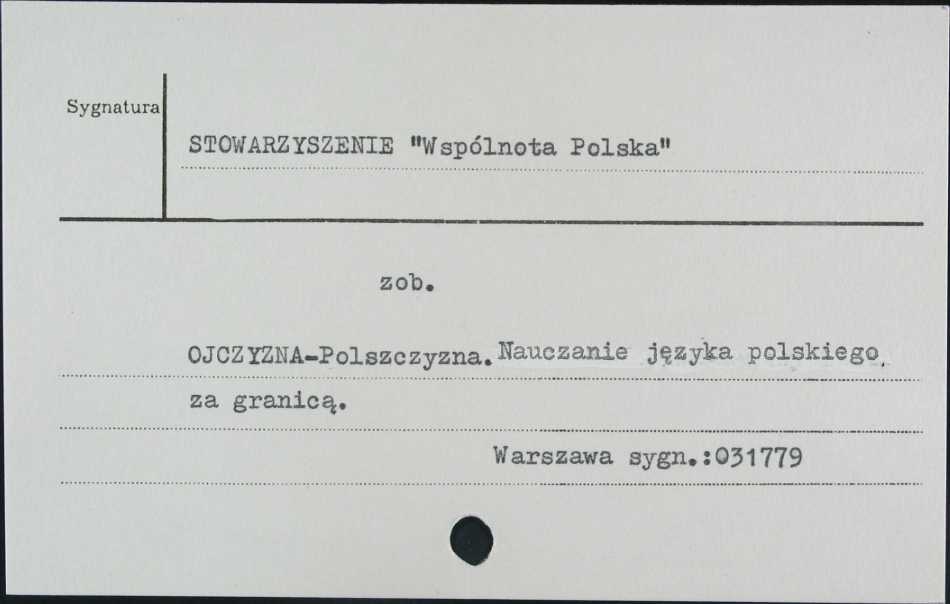 Sygnatura
STOWARZYSZENIE "Wspólnota Polska"
zob.
OJCZYZNA-Polszczyzna. Nauczanie języka polskiego
za granicą.
Warszawa sygn.:031779